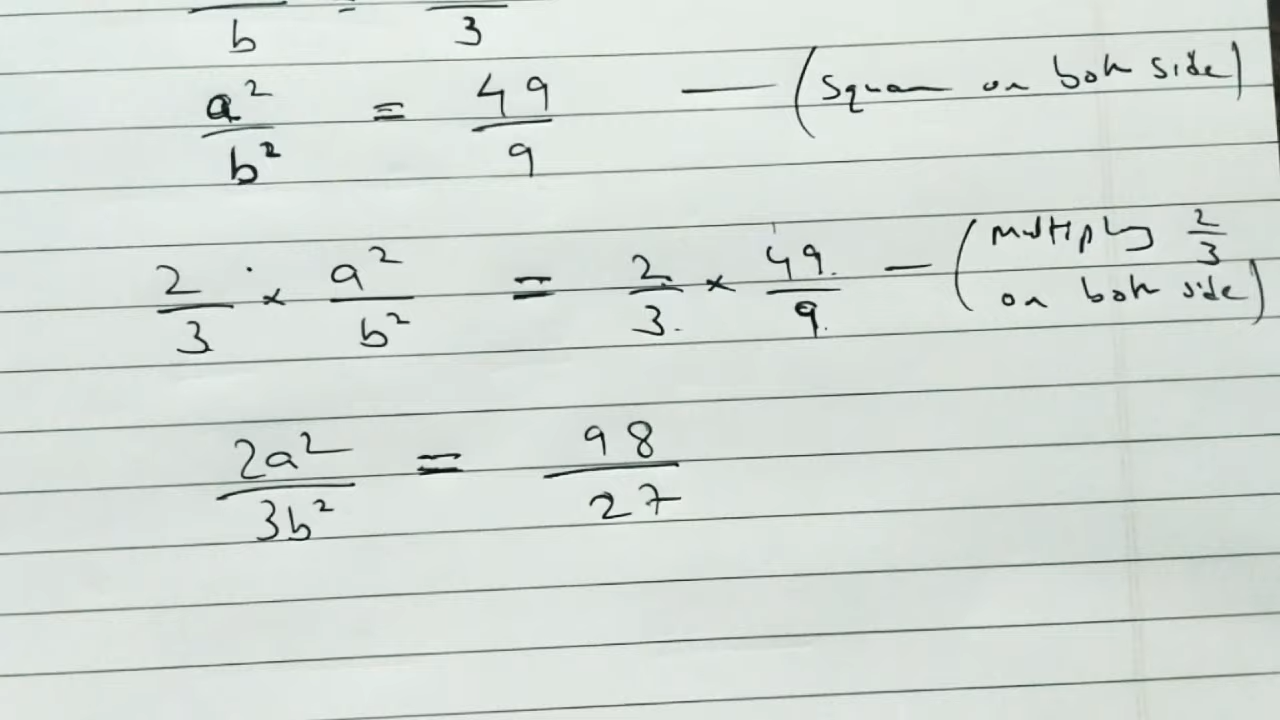 b = 3
a² / b² = 49 / 9 — (Square on both side)
2 / 3 × a² / b² = 2 / 3 × 49 / 9 — (Multiply 2 / 3
on both side)
2a² / 3b² = 98 / 27